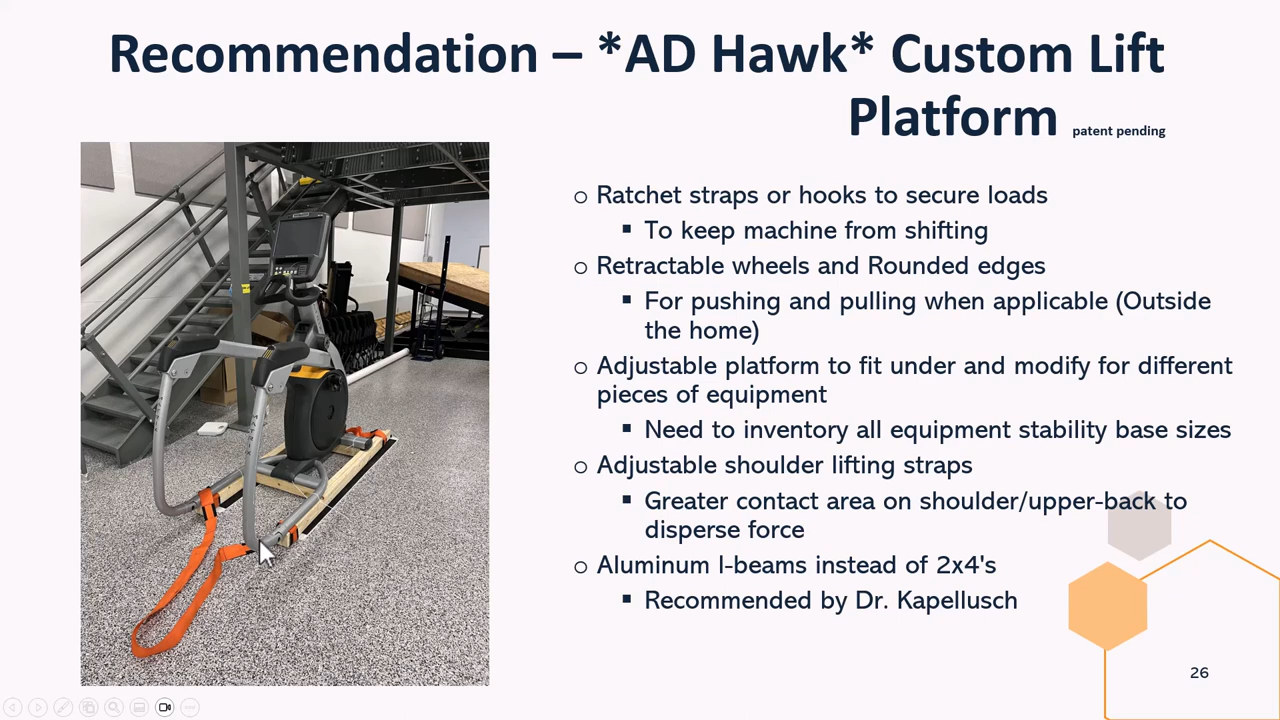 Recommendation – *AD Hawk* Custom Lift
Platform patent pending
Ratchet straps or hooks to secure loads
To keep machine from shifting
Retractable wheels and Rounded edges
For pushing and pulling when applicable (Outside
the home)
Adjustable platform to fit under and modify for different
pieces of equipment
Need to inventory all equipment stability base sizes
Adjustable shoulder lifting straps
Greater contact area on shoulder/upper-back to
disperse force
Aluminum I-beams instead of 2x4's
Recommended by Dr. Kapellusch
26